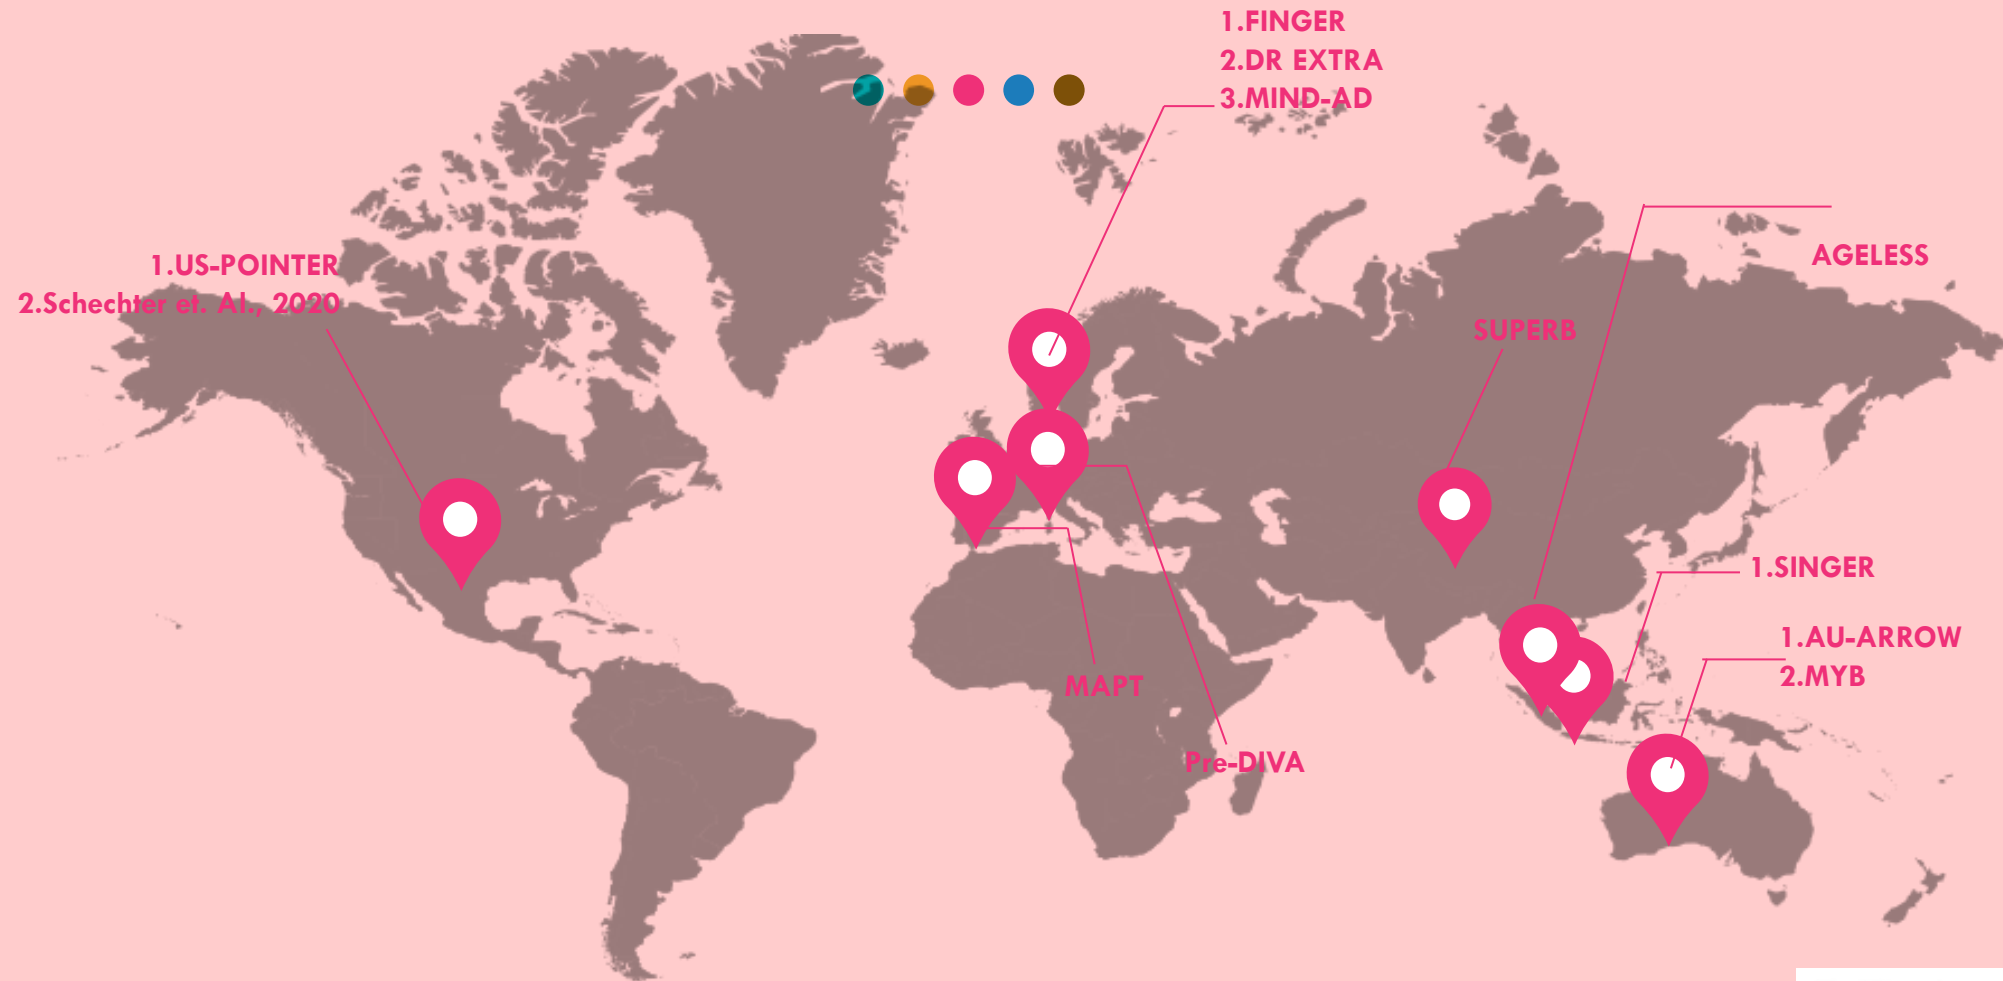 1.FINGER
2.DR EXTRA
3.MIND-AD
1.US-POINTER
2.Schechter et. Al., 2020
AGELESS
SUPERB
1.SINGER
1.AU-ARROW
2.MYB
MAPT
Pre-DIVA